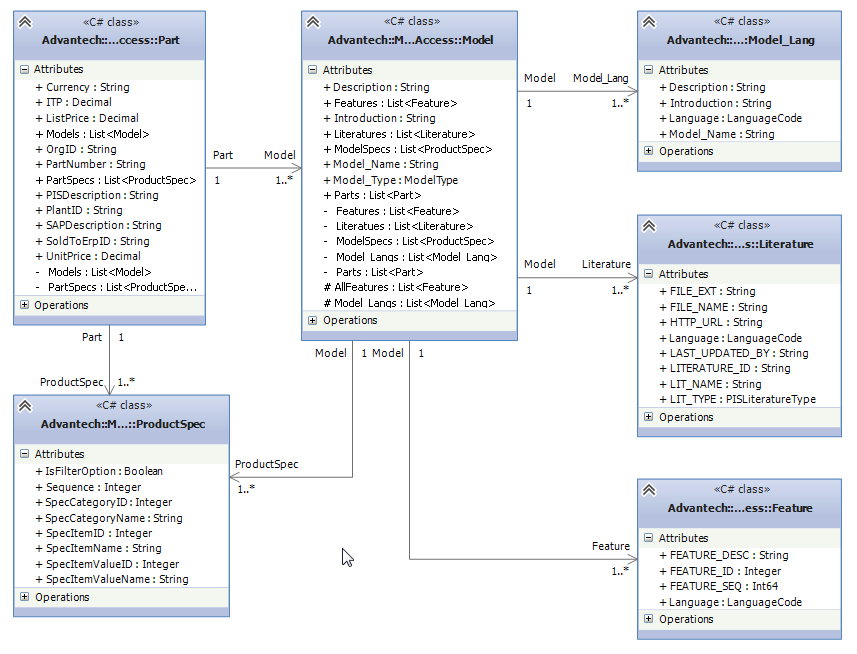 «C# class»
Advantech::...ccess::Part
Attributes
+ Currency : String
+ ITP : Decimal
+ ListPrice : Decimal
+ Models : List<Model>
+ OrgID : String
+ PartNumber : String
+ PartSpecs : List<ProductSpec>
+ PISDescription : String
+ PlantID : String
+ SAPDescription : String
+ SoldToErpID : String
+ UnitPrice : Decimal
- Models : List<Model>
- PartSpecs : List<ProductSpe...
Operations
Part
1
Model
1..*
«C# class»
Advantech::M...Access::Model
Attributes
+ Description : String
+ Features : List<Feature>
+ Introduction : String
+ Literatures : List<Literature>
+ ModelSpecs : List<ProductSpec>
+ Model_Name : String
+ Model_Type : ModelType
+ Parts : List<Part>
- Features : List<Feature>
- Literatues : List<Literature>
- ModelSpecs : List<ProductSpec>
- Model_Langs : List<Model_Lang>
- Parts : List<Part>
# AllFeatures : List<Feature>
# Model_Langs : List<Model_Lang>
Operations
Model
1
Model_Lang
1..*
«C# class»
Advantech::...:Model_Lang
Attributes
+ Description : String
+ Introduction : String
+ Language : LanguageCode
+ Model_Name : String
Operations
Model
1
Literature
1..*
«C# class»
Advantech::...s::Literature
Attributes
+ FILE_EXT : String
+ FILE_NAME : String
+ HTTP_URL : String
+ Language : LanguageCode
+ LAST_UPDATED_BY : String
+ LITERATURE_ID : String
+ LIT_NAME : String
+ LIT_TYPE : PISLiteratureType
Operations
Part 1
ProductSpec 1..*
«C# class»
Advantech::M...::ProductSpec
Attributes
+ IsFilterOption : Boolean
+ Sequence : Integer
+ SpecCategoryID : Integer
+ SpecCategoryName : String
+ SpecItemID : Integer
+ SpecItemName : String
+ SpecItemValueID : Integer
+ SpecItemValueName : String
Operations
Model 1
ProductSpec
1..*
Model 1
Feature
1..*
«C# class»
Advantech::...ess::Feature
Attributes
+ FEATURE_DESC : String
+ FEATURE_ID : Integer
+ FEATURE_SEQ : Int64
+ Language : LanguageCode
Operations